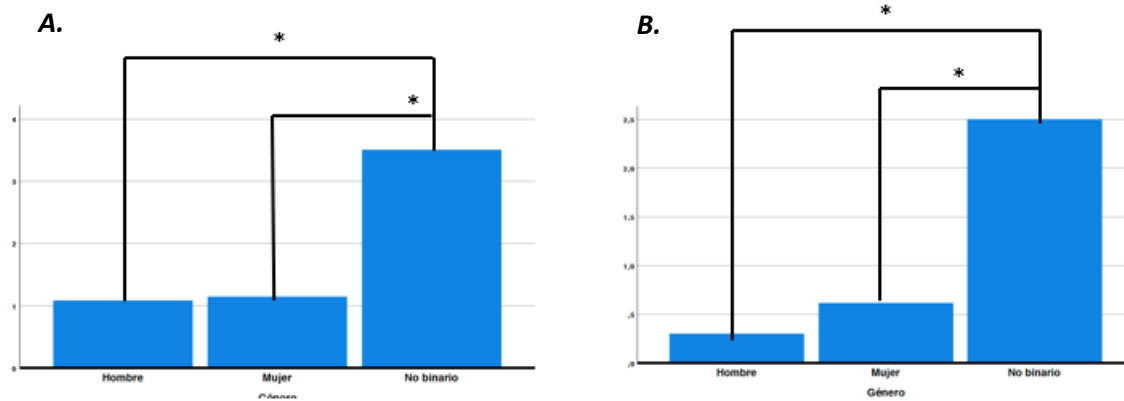 A.
*
*
4
3
2
1
0
Hombre Mujer No binario
Género
B.
*
*
2,5
2,0
1,5
1,0
,5
,0
Hombre Mujer No binario
Género